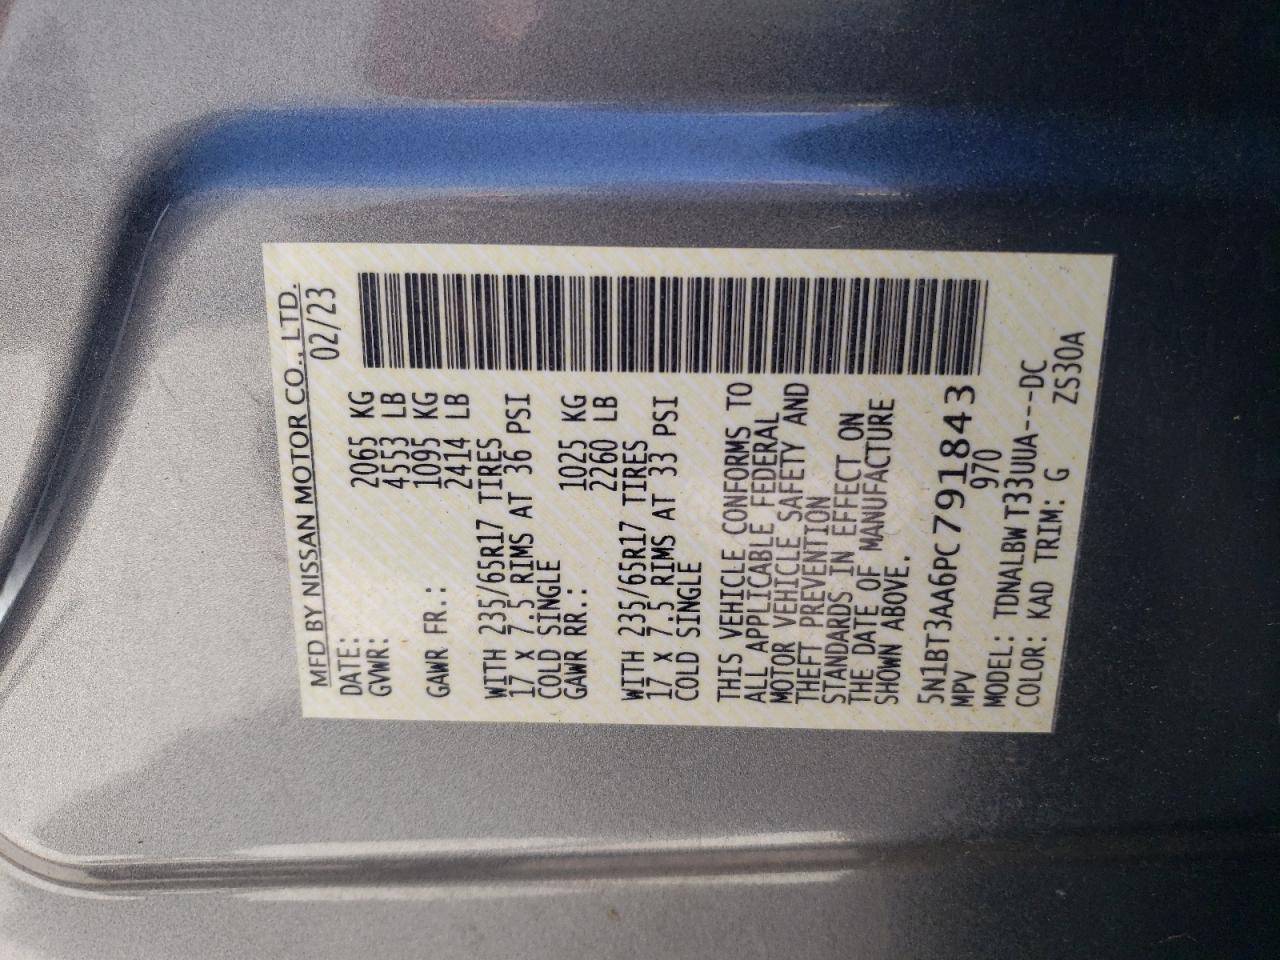 MFD BY NISSAN MOTOR CO., LTD.
DATE: 02/23
GVWR: 2065 KG
4553 LB
GAWR FR.: 1095 KG
2414 LB
WITH 235/65R17 TIRES
17 x 7.5 RIMS AT 36 PSI
COLD SINGLE
GAWR RR.: 1025 KG
2260 LB
WITH 235/65R17 TIRES
17 x 7.5 RIMS AT 33 PSI
COLD SINGLE
THIS VEHICLE CONFORMS TO
ALL APPLICABLE FEDERAL
MOTOR VEHICLE SAFETY AND
THEFT PREVENTION
STANDARDS IN EFFECT ON
THE DATE OF MANUFACTURE
SHOWN ABOVE.
5N1BT3AA6PC791843
MPV 970
MODEL: TDNALBW T33UUA---DC
COLOR: KAD TRIM: G ZS30A